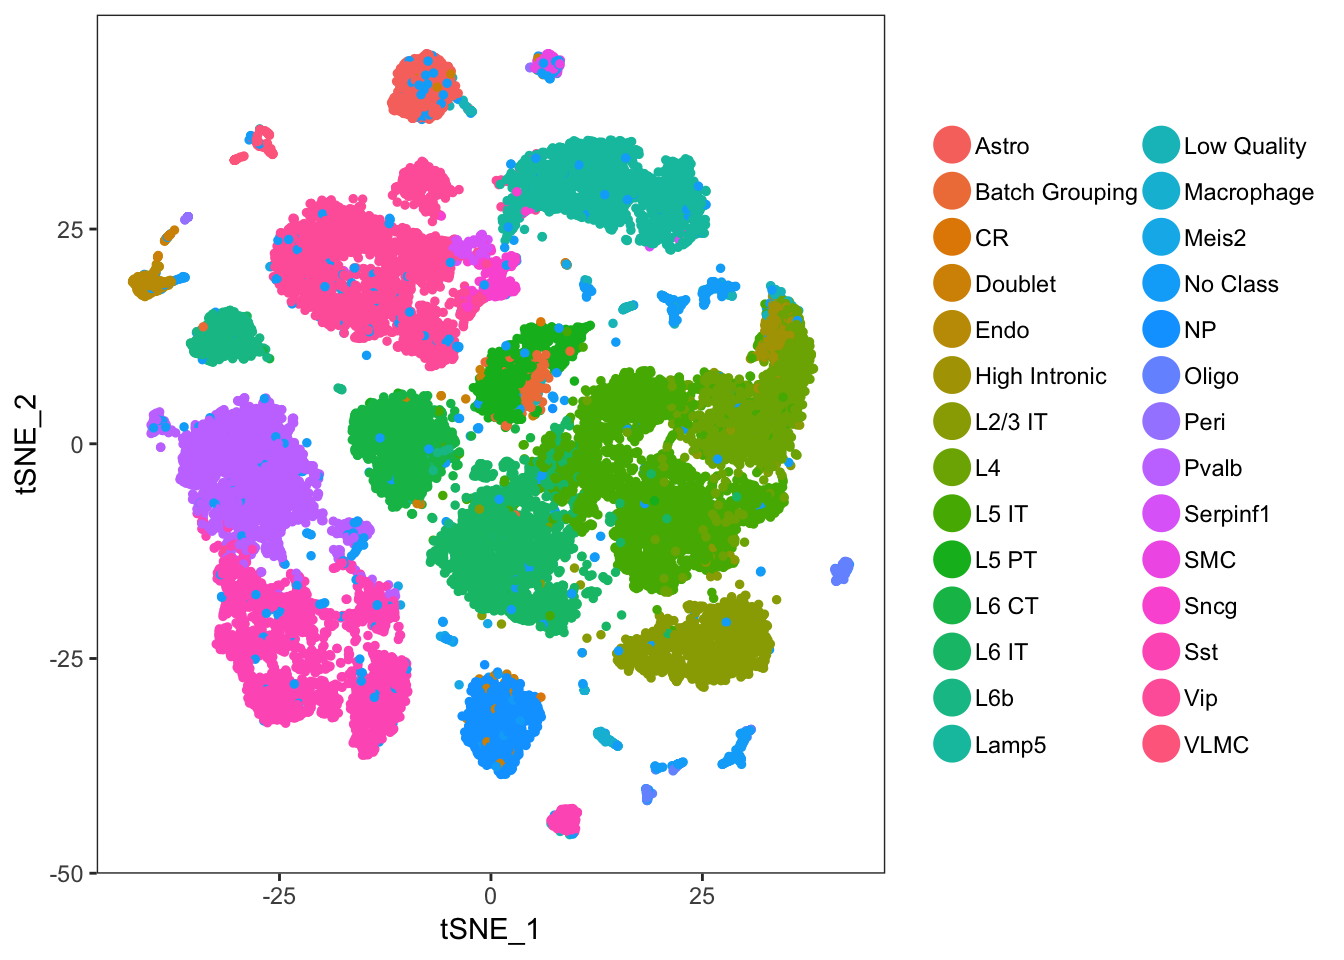 25
0
-25
-50
tSNE_2
-25
0
25
tSNE_1
Astro
Batch Grouping
CR
Doublet
Endo
High Intronic
L2/3 IT
L4
L5 IT
L5 PT
L6 CT
L6 IT
L6b
Lamp5
Low Quality
Macrophage
Meis2
No Class
NP
Oligo
Peri
Pvalb
Serpinf1
SMC
Sncg
Sst
Vip
VLMC